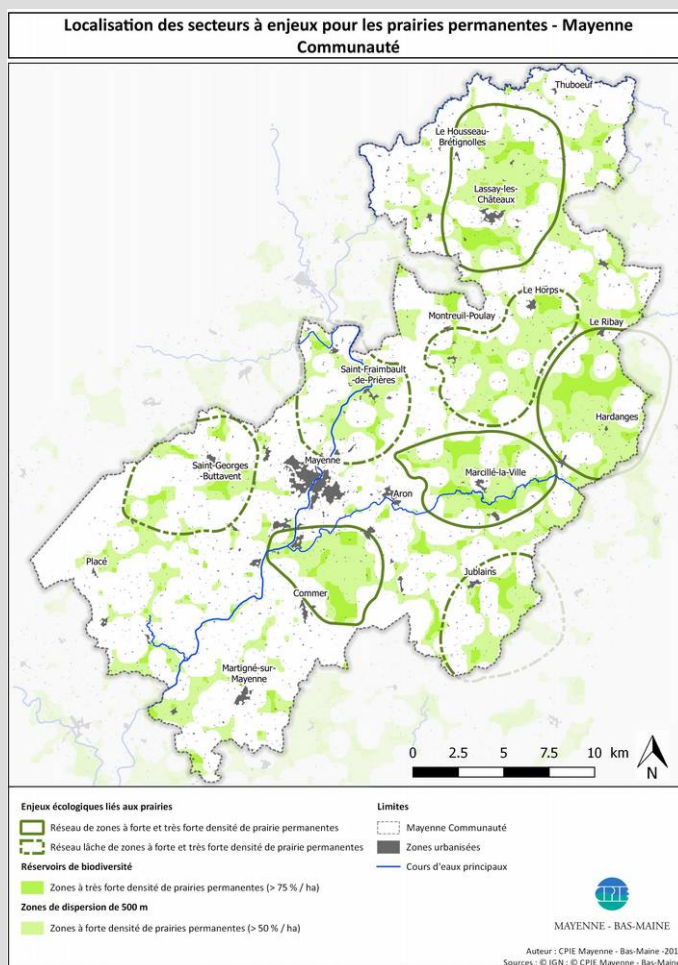 Localisation des secteurs à enjeux pour les prairies permanentes - Mayenne
Communauté
Thuboeuf
Le Housseau-
Brétignolles
Lassay-les-
Châteaux
Le Horps
Montreuil-Poulay
Le Ribay
Saint-Fraimbault
-de-Prières
Hardanges
Saint-Georges
-Buttavent
Mayenne
Marcillé-la-Ville
Aron
Placé
Jublains
Commer
Martigné-sur-
Mayenne
0 2.5 5 7.5 10 km
N
Enjeux écologiques liés aux prairies
Réseau de zones à forte et très forte densité de prairie permanentes
Réseau lâche de zones à forte et très forte densité de prairie permanentes
Réservoirs de biodiversité
Zones à très forte densité de prairies permanentes (> 75 % / ha)
Zones de dispersion de 500 m
Zones à forte densité de prairies permanentes (> 50 % / ha)
Limites
Mayenne Communauté
Zones urbanisées
Cours d'eaux principaux
CPIE
MAYENNE - BAS-MAINE
Auteur : CPIE Mayenne - Bas-Maine -201
Sources : © IGN ; © CPIE Mayenne - Bas-Maine